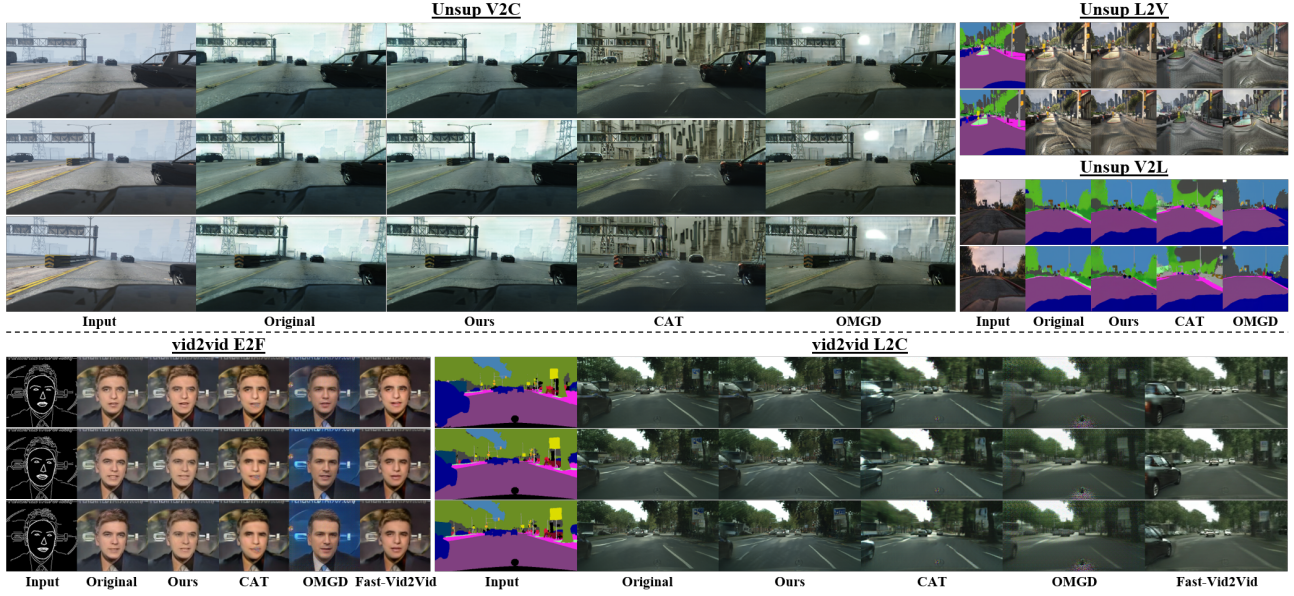 Unsup V2C
Unsup L2V
Unsup V2L
Input Original Ours CAT OMGD
Input Original Ours CAT OMGD
vid2vid E2F
vid2vid L2C
Input Original Ours CAT OMGD Fast-Vid2Vid
Input Original Ours CAT OMGD Fast-Vid2Vid